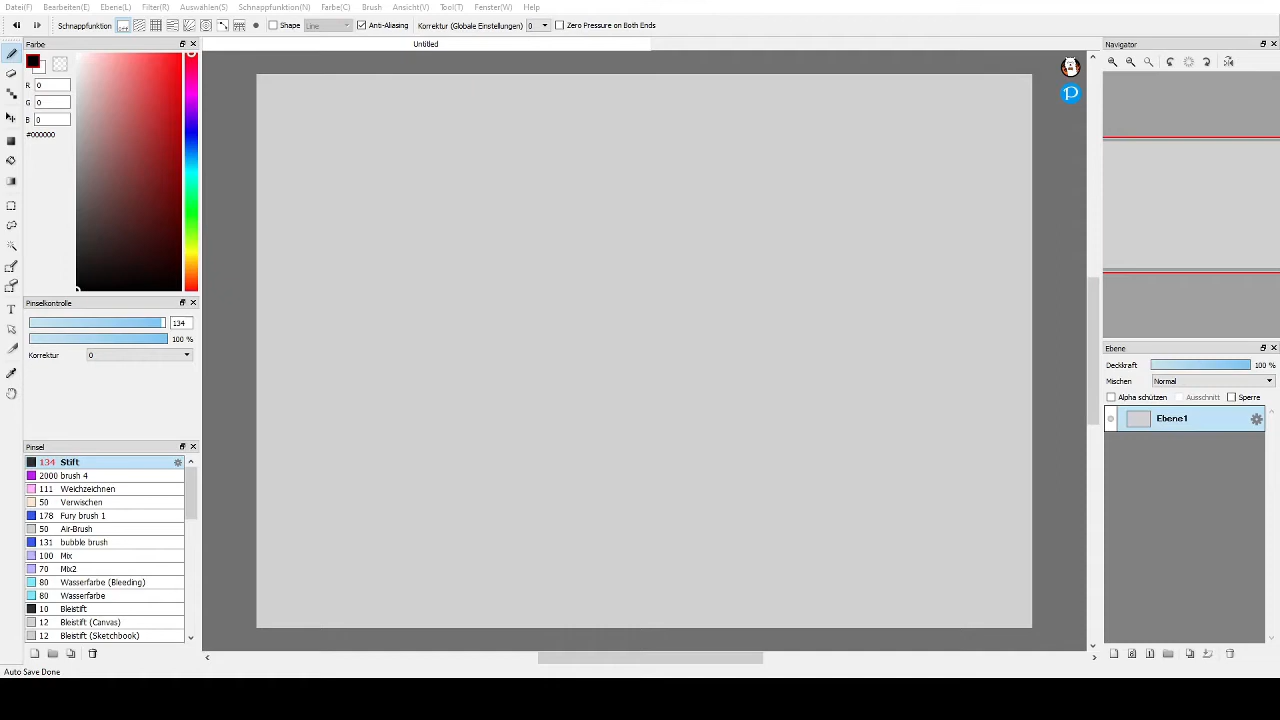 Datei(F) Bearbeiten(E) Ebene(L) Filter(R) Auswahlen(S) Schnappfunktion(N) Farbe(C) Brush Ansicht(V) Tool(T) Fenster(W) Help
Schnappfunktion Shape Line Anti-Aliasing Korrektur (Globale Einstellungen) 0 Zero Pressure on Both Ends
Farbe
Untitled
Navigator
R 0
G 0
B 0
#000000
Pinselkontrolle
134
100 %
Korrektur 0
Ebene
Deckkraft 100 %
Mischen Normal
Alpha schützen Ausschnitt Sperre
Ebene1
Pinsel
134 Stift
2000 brush 4
111 Weichzeichnen
50 Verwischen
178 Fury brush 1
50 Air-Brush
131 bubble brush
100 Mix
70 Mix2
80 Wasserfarbe (Bleeding)
80 Wasserfarbe
10 Bleistift
12 Bleistift (Canvas)
12 Bleistift (Sketchbook)
Auto Save Done